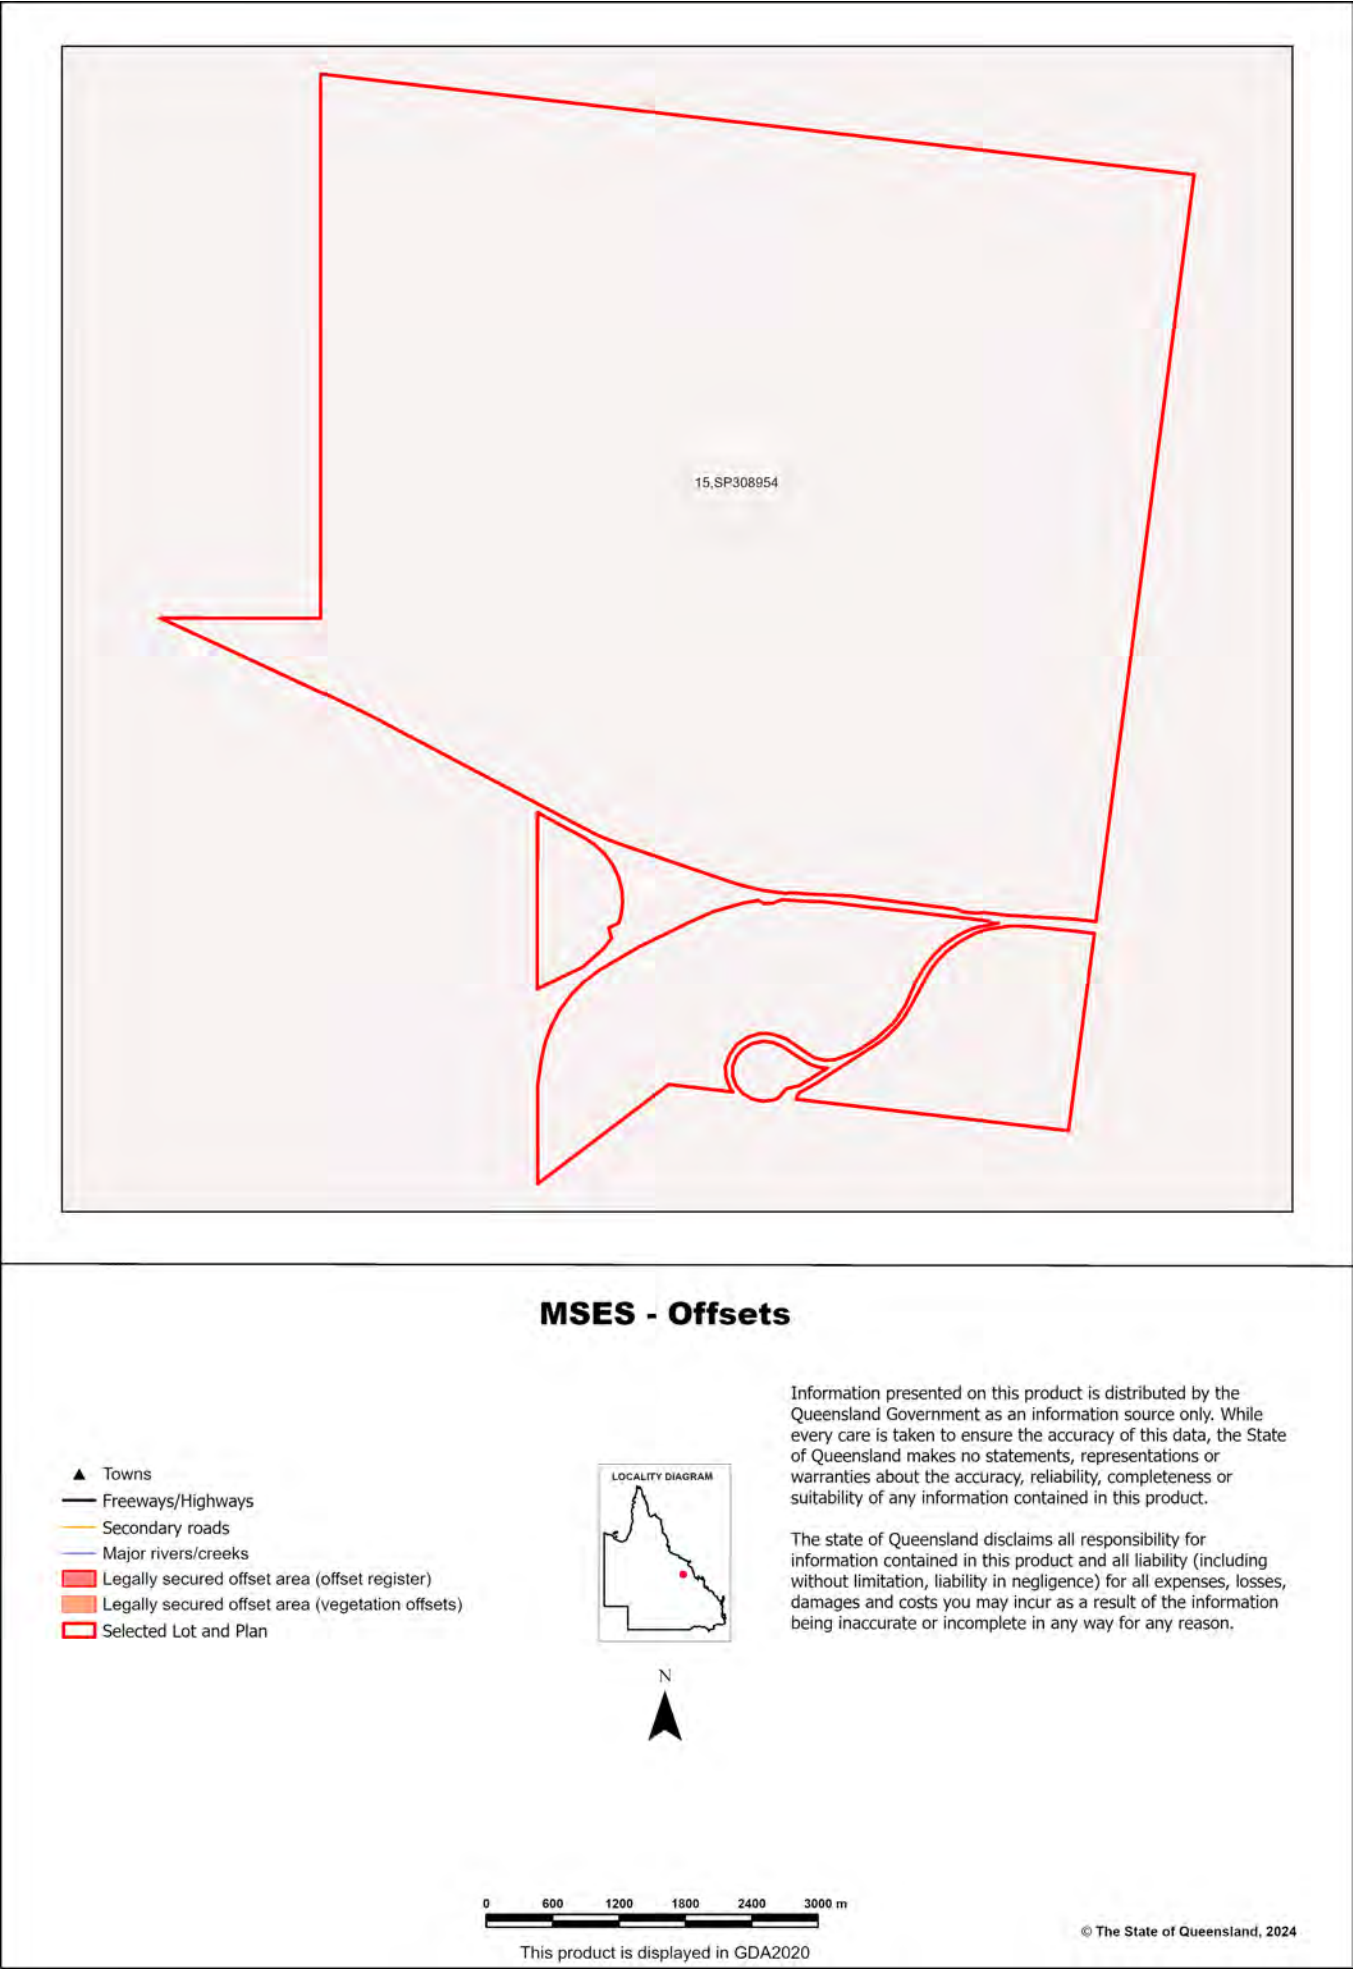 15,SP308954
MSES - Offsets
Towns
Freeways/Highways
Secondary roads
Major rivers/creeks
Legally secured offset area (offset register)
Legally secured offset area (vegetation offsets)
Selected Lot and Plan
LOCALITY DIAGRAM
N
Information presented on this product is distributed by the
Queensland Government as an information source only. While
every care is taken to ensure the accuracy of this data, the State
of Queensland makes no statements, representations or
warranties about the accuracy, reliability, completeness or
suitability of any information contained in this product.
The state of Queensland disclaims all responsibility for
information contained in this product and all liability (including
without limitation, liability in negligence) for all expenses, losses,
damages and costs you may incur as a result of the information
being inaccurate or incomplete in any way for any reason.
0 600 1200 1800 2400 3000 m
This product is displayed in GDA2020
© The State of Queensland, 2024